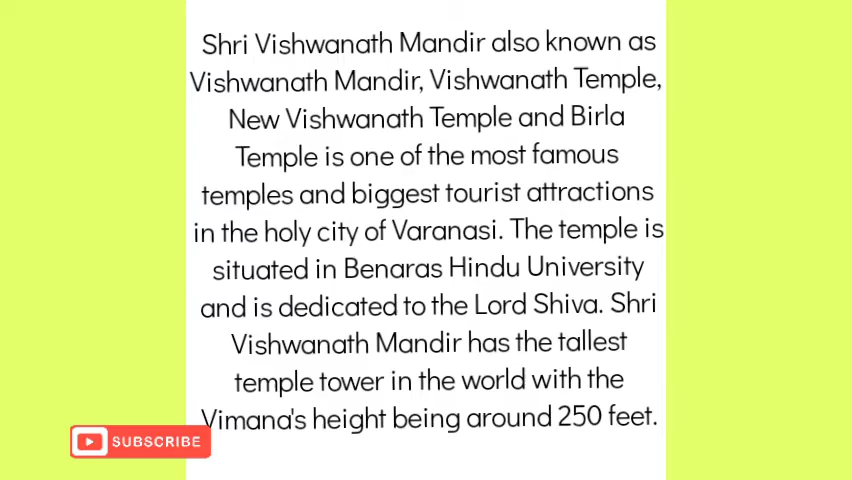 Shri Vishwanath Mandir also known as
Vishwanath Mandir, Vishwanath Temple,
New Vishwanath Temple and Birla
Temple is one of the most famous
temples and biggest tourist attractions
in the holy city of Varanasi. The temple is
situated in Benaras Hindu University
and is dedicated to the Lord Shiva. Shri
Vishwanath Mandir has the tallest
temple tower in the world with the
Vimana's height being around 250 feet.
SUBSCRIBE